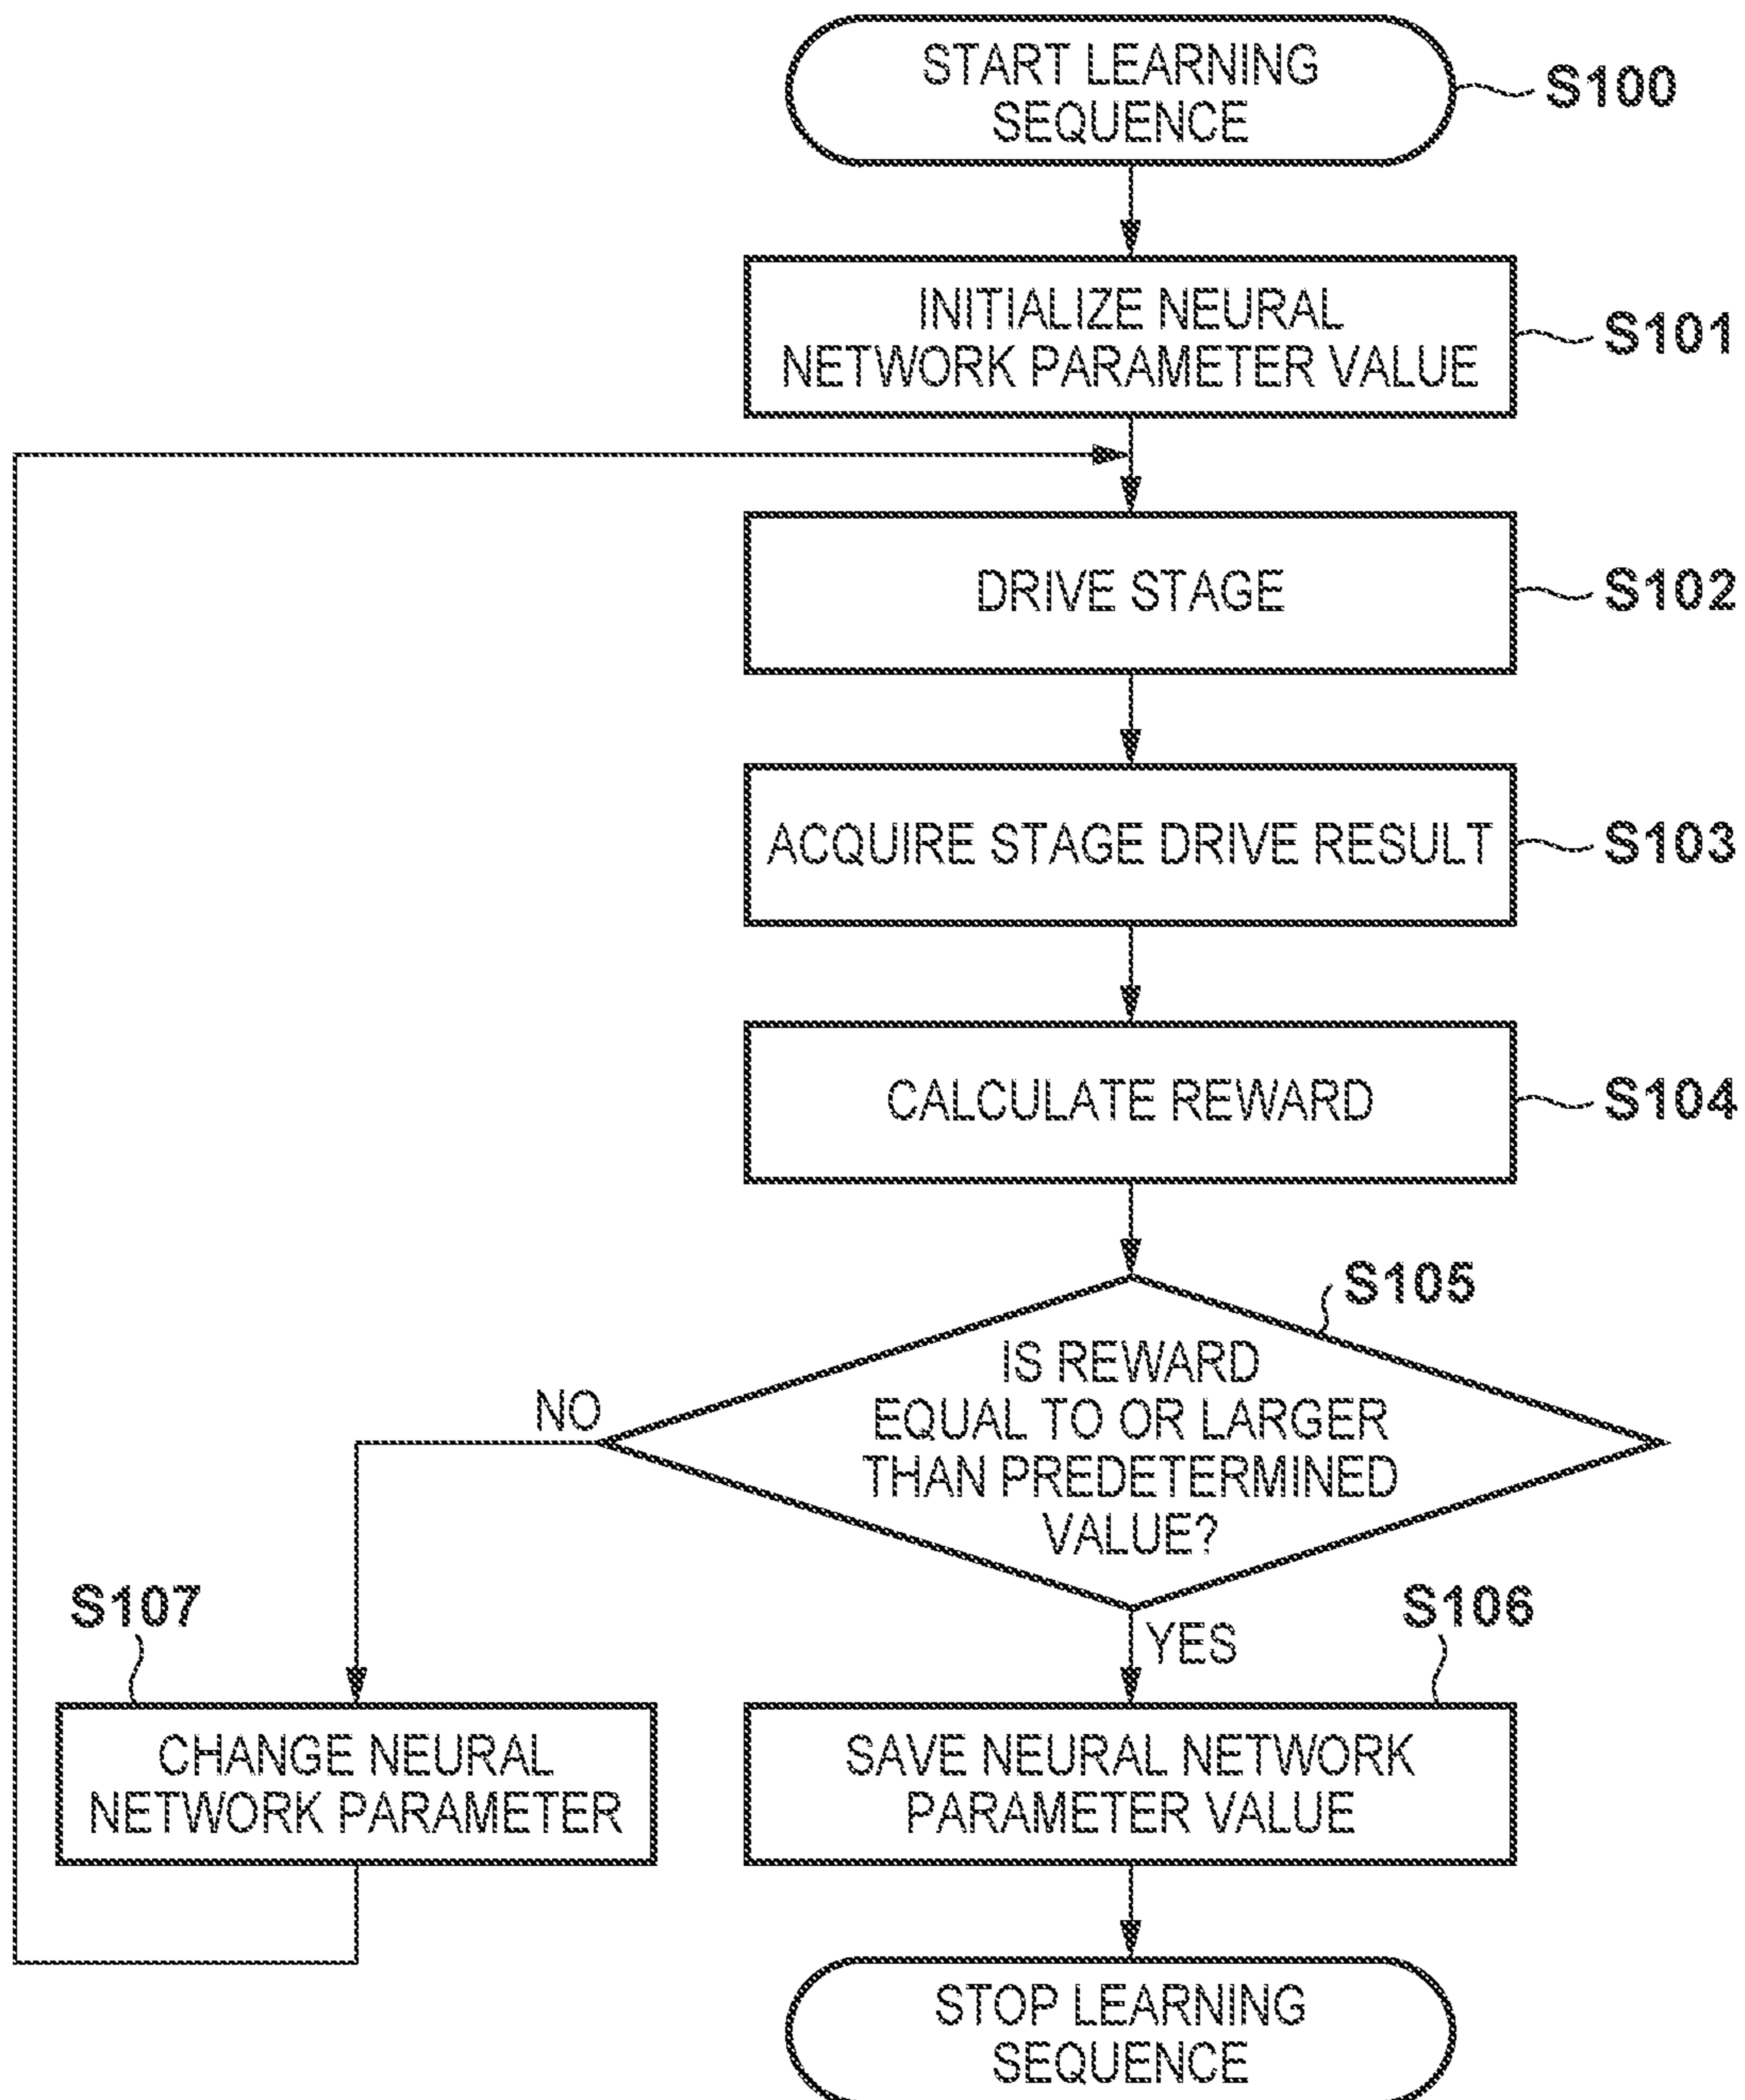 START LEARNING
SEQUENCE
S100
INITIALIZE NEURAL
NETWORK PARAMETER VALUE
S101
DRIVE STAGE
S102
ACQUIRE STAGE DRIVE RESULT
S103
CALCULATE REWARD
S104
S105
IS REWARD
EQUAL TO OR LARGER
THAN PREDETERMINED
VALUE?
NO
YES
S107
CHANGE NEURAL
NETWORK PARAMETER
S106
SAVE NEURAL NETWORK
PARAMETER VALUE
STOP LEARNING
SEQUENCE